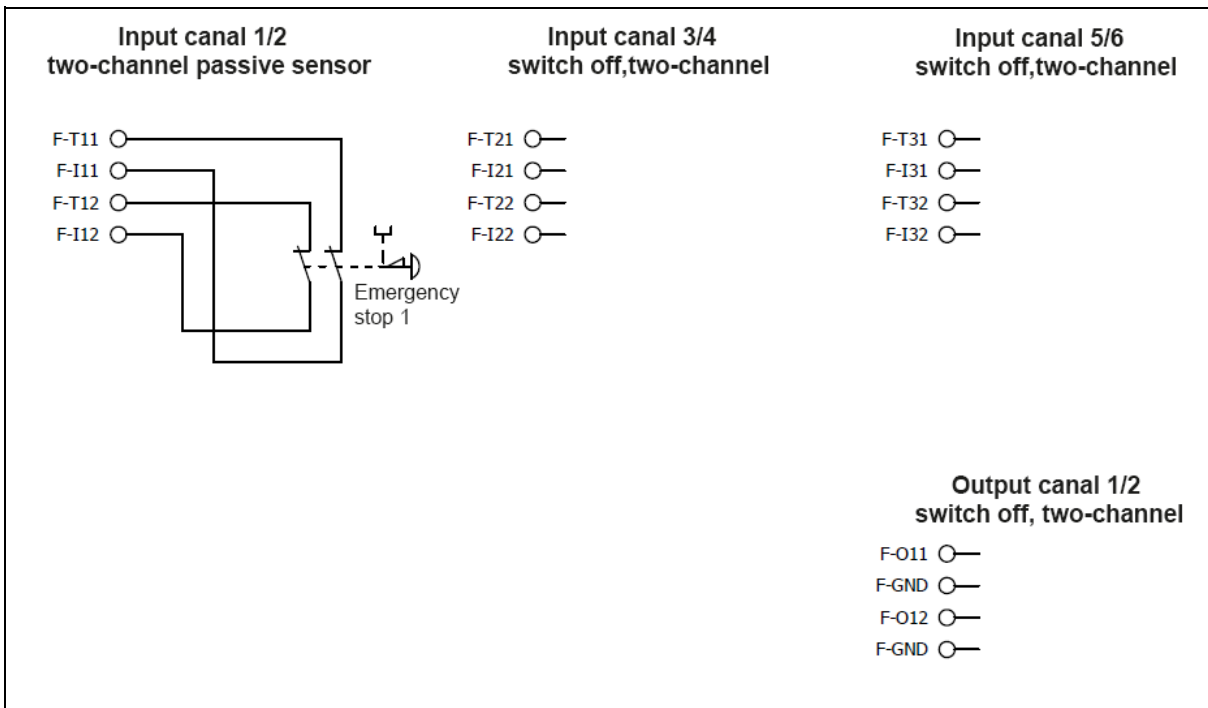 Input canal 1/2
two-channel passive sensor
F-T11
F-I11
F-T12
F-I12
Emergency
stop 1
Input canal 3/4
switch off,two-channel
F-T21
F-I21
F-T22
F-I22
Input canal 5/6
switch off,two-channel
F-T31
F-I31
F-T32
F-I32
Output canal 1/2
switch off, two-channel
F-O11
F-GND
F-O12
F-GND